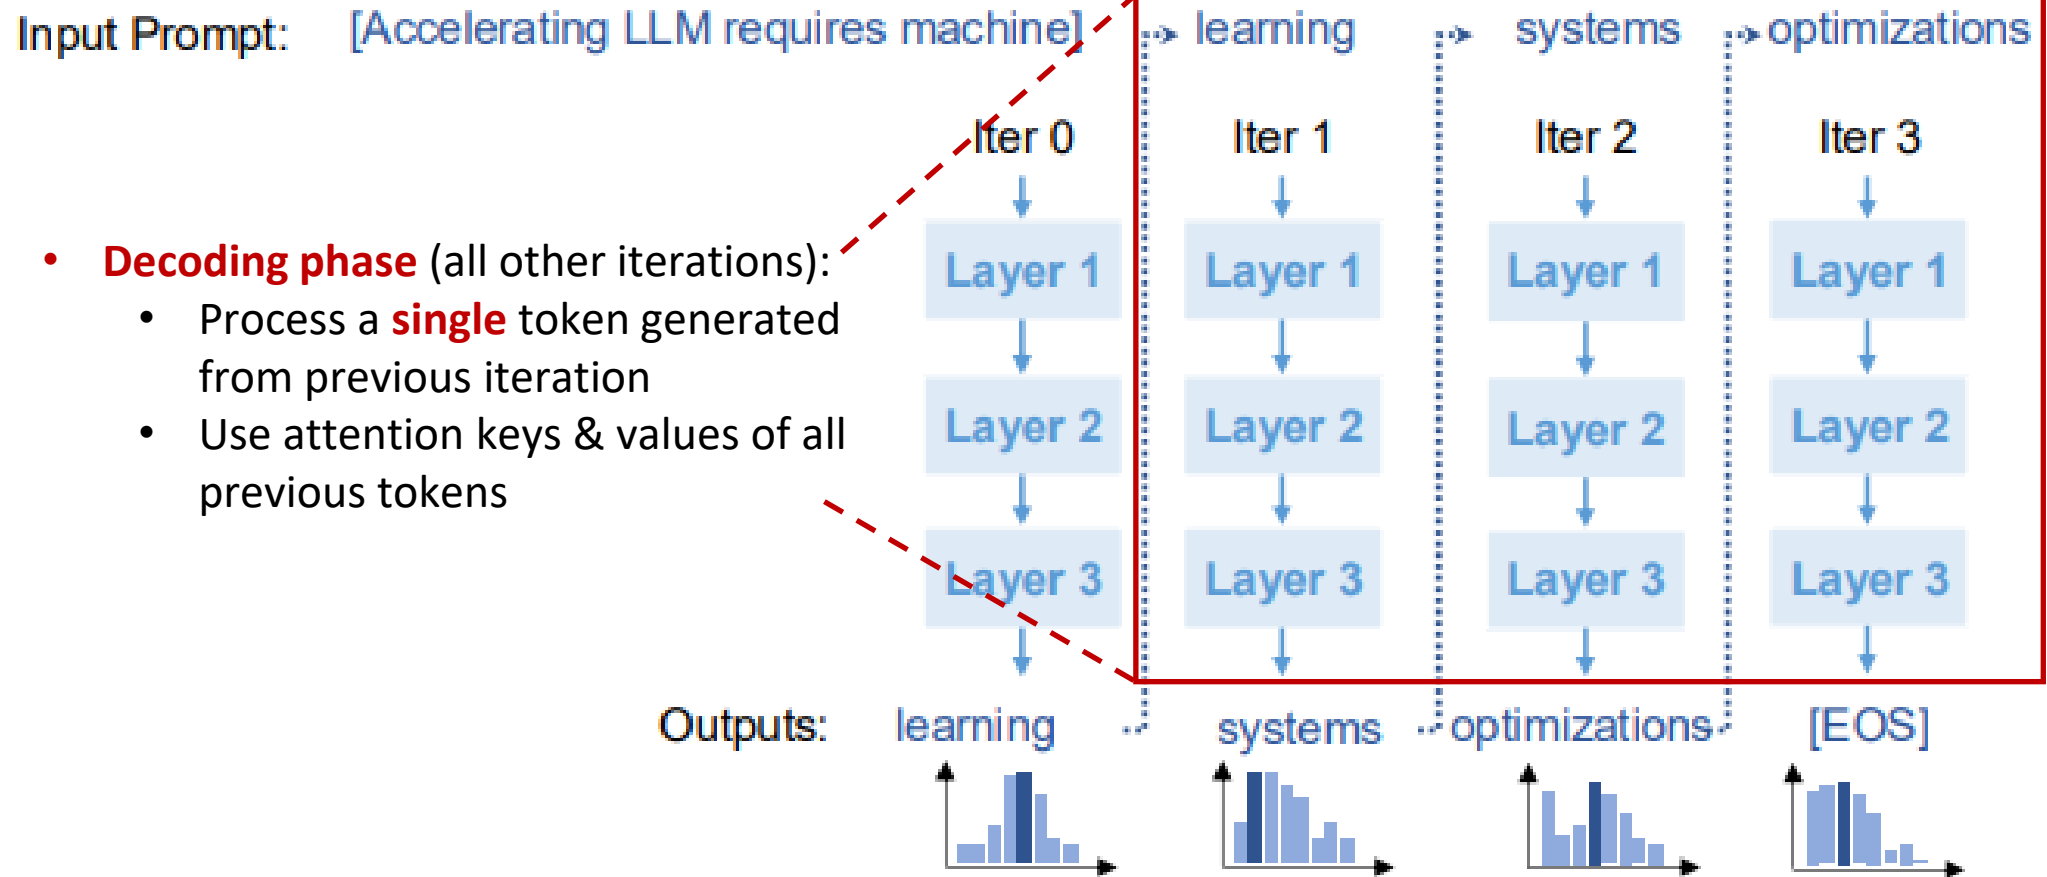 Input Prompt: [Accelerating LLM requires machine] learning systems optimizations
Iter 0 Iter 1 Iter 2 Iter 3
• Decoding phase (all other iterations):
• Process a single token generated
from previous iteration
• Use attention keys & values of all
previous tokens
Layer 1 Layer 1 Layer 1 Layer 1
Layer 2 Layer 2 Layer 2 Layer 2
Layer 3 Layer 3 Layer 3 Layer 3
Outputs: learning systems optimizations [EOS]